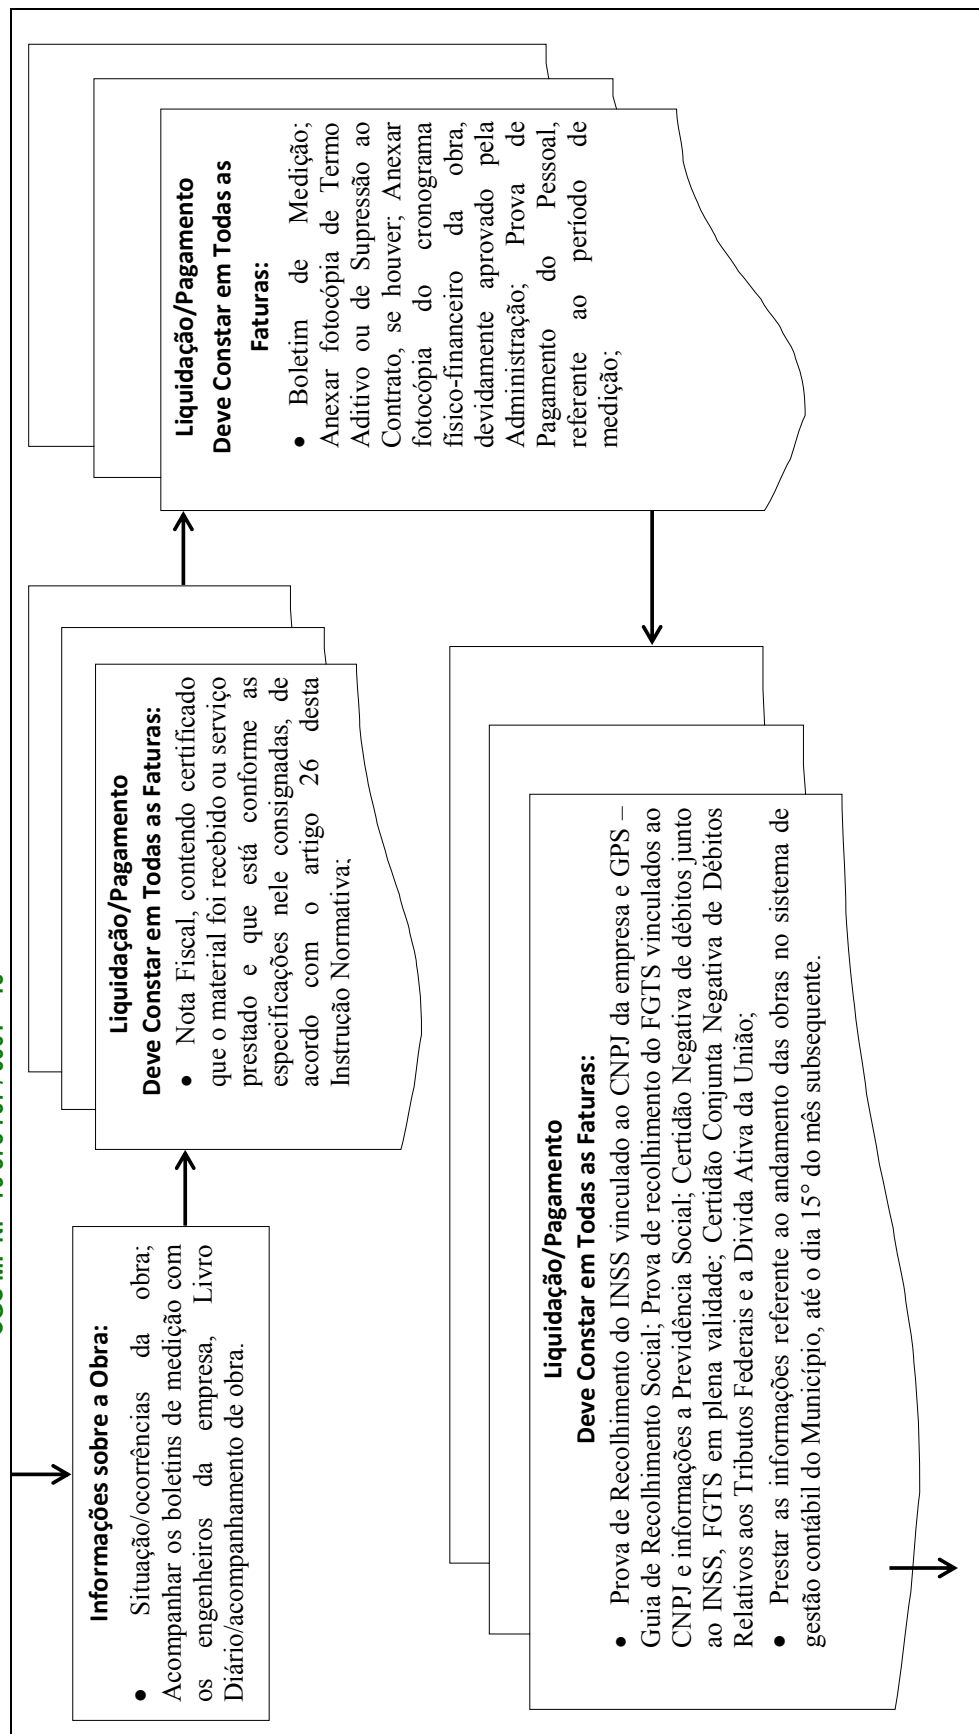 Informações sobre a Obra:
● Situação/ocorrências da obra;
Acompanhar os boletins de medição com
os engenheiros da empresa, Livro
Diário/acompanhamento de obra.
Liquidação/Pagamento
Deve Constar em Todas as Faturas:
● Nota Fiscal, contendo certificado
que o material foi recebido ou serviço
prestado e que está conforme as
especificações nele consignadas, de
acordo com o artigo 26 desta
Instrução Normativa;
Liquidação/Pagamento
Deve Constar em Todas as
Faturas:
● Boletim de Medição;
Anexar fotocópia de Termo
Aditivo ou de Supressão ao
Contrato, se houver; Anexar
fotocópia do cronograma
físico-financeiro da obra,
devidamente aprovado pela
Administração; Prova de
Pagamento do Pessoal,
referente ao período de
medição;
Liquidação/Pagamento
Deve Constar em Todas as Faturas:
● Prova de Recolhimento do INSS vinculado ao CNPJ da empresa e GPS –
Guia de Recolhimento Social; Prova de recolhimento do FGTS vinculados ao
CNPJ e informações a Previdência Social; Certidão Negativa de débitos junto
ao INSS, FGTS em plena validade; Certidão Conjunta Negativa de Débitos
Relativos aos Tributos Federais e a Divida Ativa da União;
● Prestar as informações referente ao andamento das obras no sistema de
gestão contábil do Município, até o dia 15° do mês subsequente.